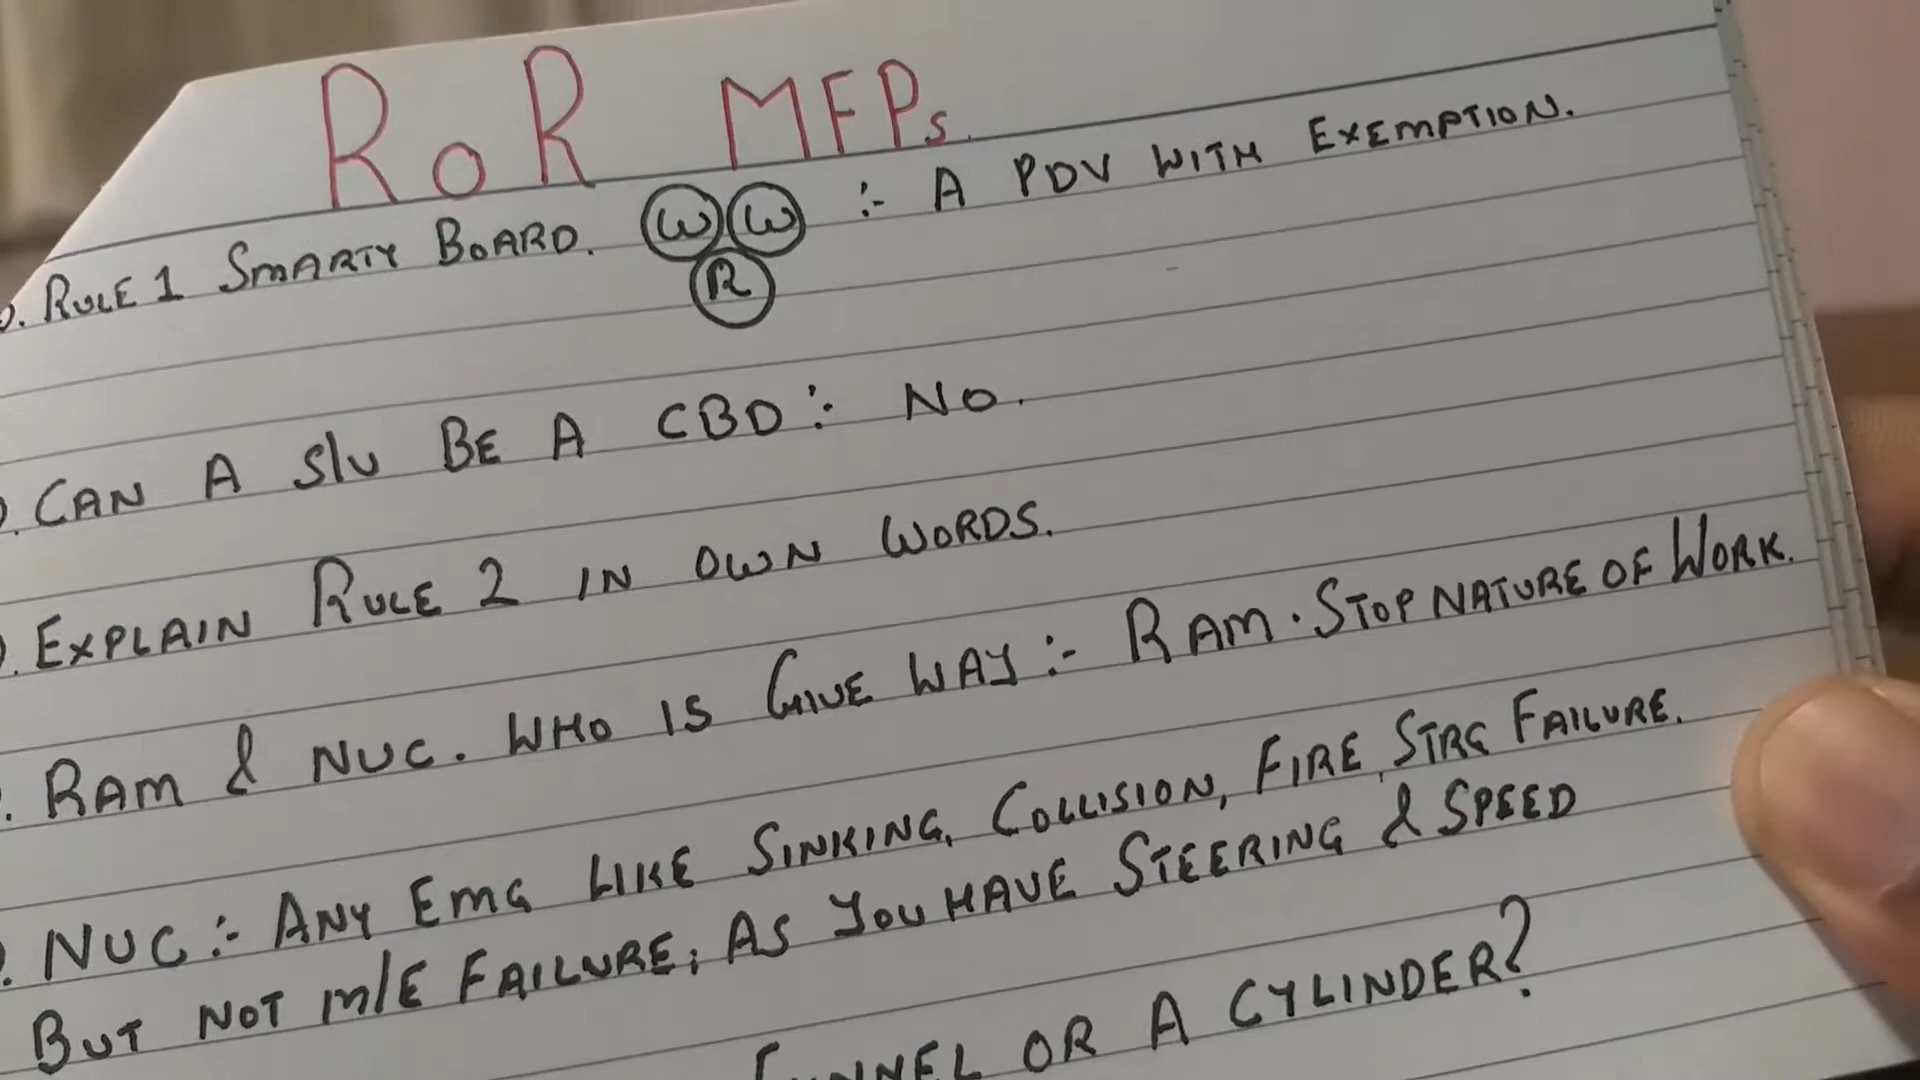 RoR MFPs.
. RULE 1 SMARTY BOARD. W W R :- A PDV WITH EXEMPTION.
. CAN A S/V BE A CBD :- NO.
. EXPLAIN RULE 2 IN OWN WORDS.
. RAM & NUC. WHO IS GIVE WAY :- RAM. STOP NATURE OF WORK.
. NUC :- ANY EMG LIKE SINKING, COLLISION, FIRE, STRG FAILURE.
BUT NOT M/E FAILURE; AS YOU HAVE STEERING & SPEED
OR A CYLINDER?